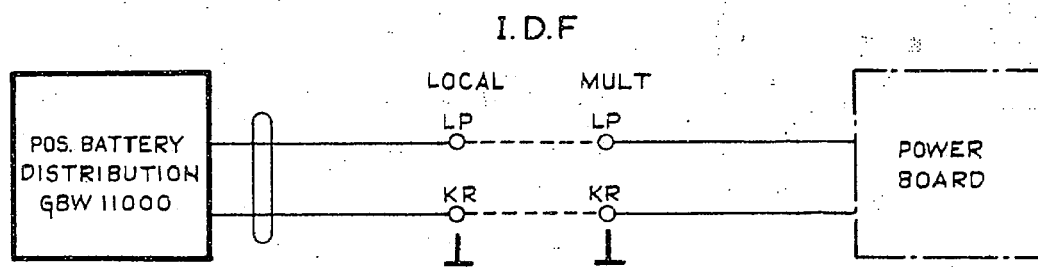 I.D.F
LOCAL MULT
LP LP
POS. BATTERY
DISTRIBUTION
GBW 11000
POWER
BOARD
KR KR